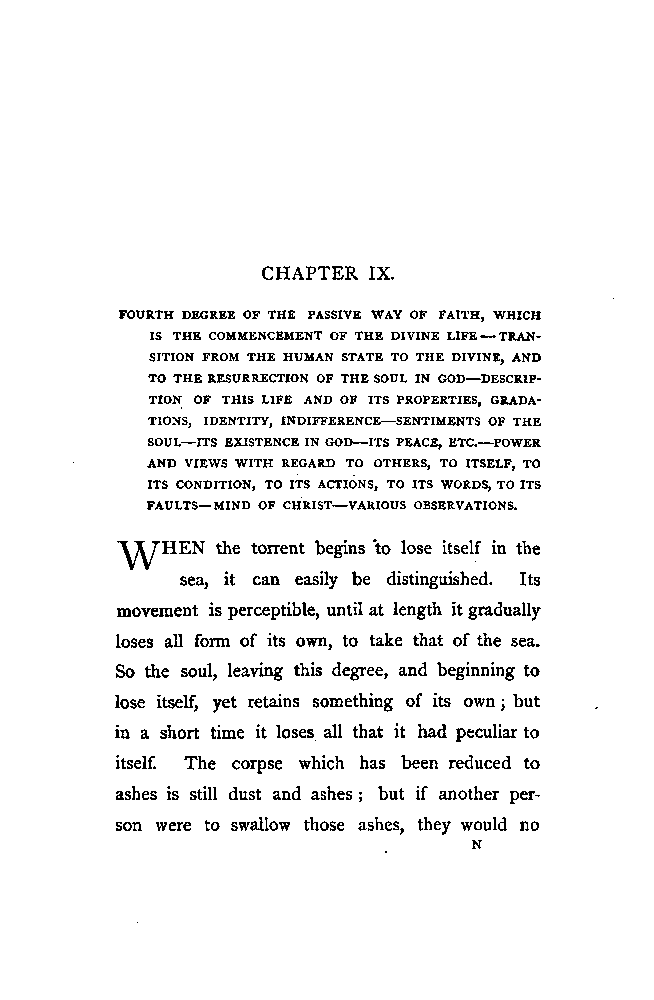 CHAPTER IX.
FOURTH DEGREE OF THE PASSIVE WAY OF FAITH, WHICH
IS THE COMMENCEMENT OF THE DIVINE LIFE—TRAN-
SITION FROM THE HUMAN STATE TO THE DIVINE, AND
TO THE RESURRECTION OF THE SOUL IN GOD—DESCRIP-
TION OF THIS LIFE AND OF ITS PROPERTIES, GRADA-
TIONS, IDENTITY, INDIFFERENCE—SENTIMENTS OF THE
SOUL—ITS EXISTENCE IN GOD—ITS PEACE, ETC.—POWER
AND VIEWS WITH REGARD TO OTHERS, TO ITSELF, TO
ITS CONDITION, TO ITS ACTIONS, TO ITS WORDS, TO ITS
FAULTS—MIND OF CHRIST—VARIOUS OBSERVATIONS.
WHEN the torrent begins to lose itself in the
sea, it can easily be distinguished. Its
movement is perceptible, until at length it gradually
loses all form of its own, to take that of the sea.
So the soul, leaving this degree, and beginning to
lose itself, yet retains something of its own; but
in a short time it loses all that it had peculiar to
itself. The corpse which has been reduced to
ashes is still dust and ashes; but if another per-
son were to swallow those ashes, they would no
N